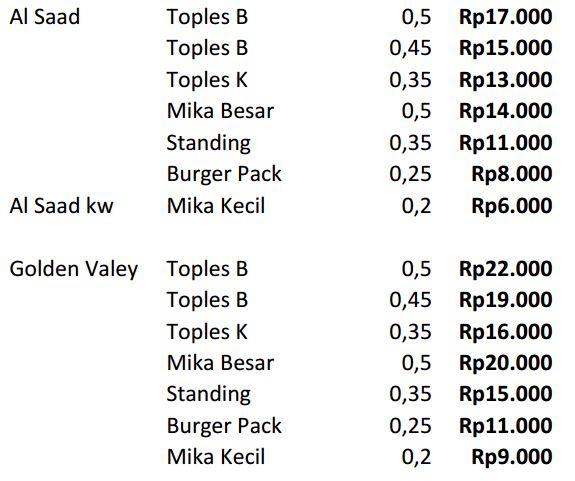 Al Saad Toples B 0,5 Rp17.000
Toples B 0,45 Rp15.000
Toples K 0,35 Rp13.000
Mika Besar 0,5 Rp14.000
Standing 0,35 Rp11.000
Burger Pack 0,25 Rp8.000
Al Saad kw Mika Kecil 0,2 Rp6.000
Golden Valey Toples B 0,5 Rp22.000
Toples B 0,45 Rp19.000
Toples K 0,35 Rp16.000
Mika Besar 0,5 Rp20.000
Standing 0,35 Rp15.000
Burger Pack 0,25 Rp11.000
Mika Kecil 0,2 Rp9.000